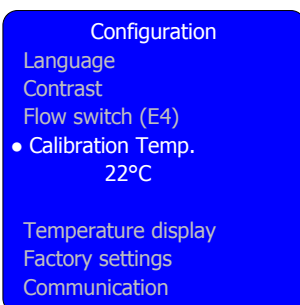 Configuration
Language
Contrast
Flow switch (E4)
● Calibration Temp.
22°C
Temperature display
Factory settings
Communication